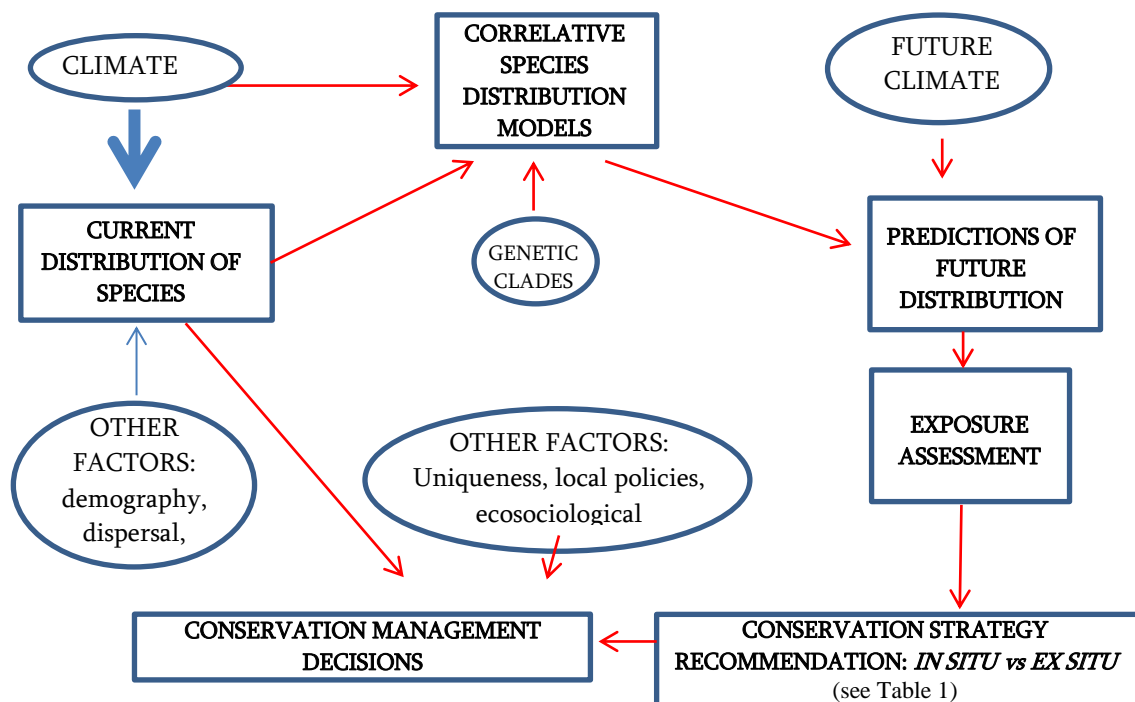 CLIMATE
CORRELATIVE
SPECIES
DISTRIBUTION
MODELS
FUTURE
CLIMATE
CURRENT
DISTRIBUTION OF
SPECIES
GENETIC
CLADES
PREDICTIONS OF
FUTURE
DISTRIBUTION
OTHER
FACTORS:
demography,
dispersal,
OTHER FACTORS:
Uniqueness, local policies,
ecosociological
EXPOSURE
ASSESSMENT
CONSERVATION MANAGEMENT
DECISIONS
CONSERVATION STRATEGY
RECOMMENDATION: IN SITU vs EX SITU
(see Table 1)